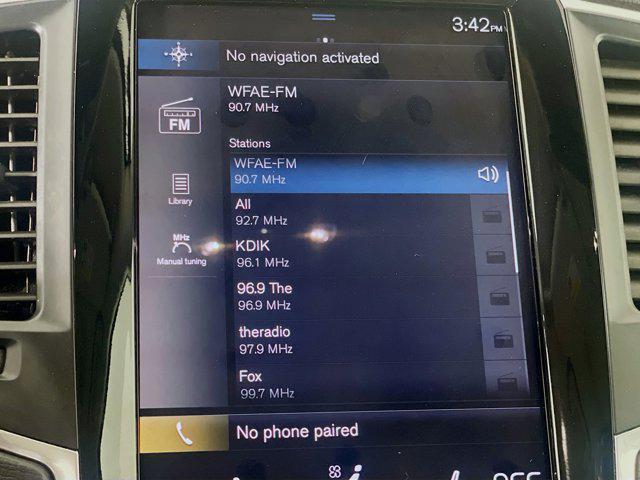 3:42PM
No navigation activated
WFAE-FM
90.7 MHz
FM
Stations
WFAE-FM
90.7 MHz
Library
All
92.7 MHz
MHz
Manual tuning
KDIK
96.1 MHz
96.9 The
96.9 MHz
theradio
97.9 MHz
Fox
99.7 MHz
No phone paired